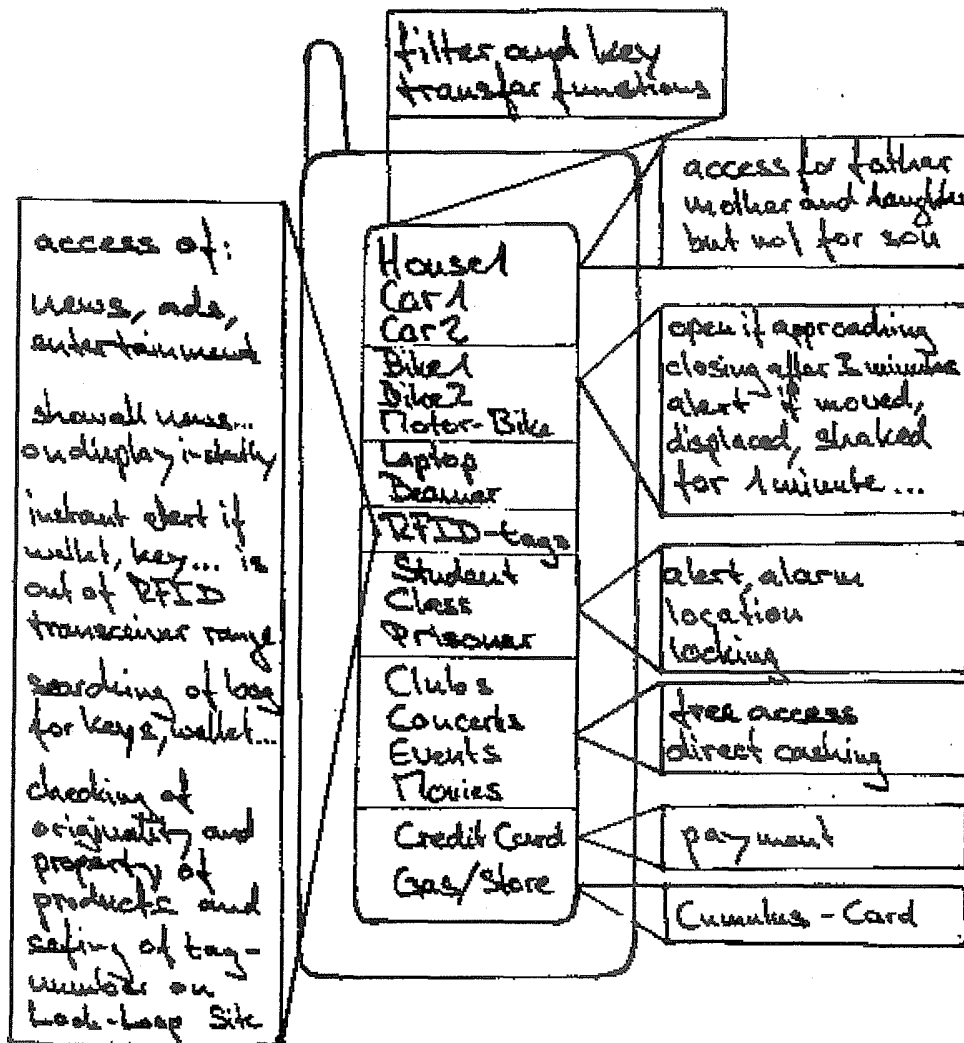 filter and key
transfer functions
access for father
mother and daughter
but not for son
access of:
news, ads,
entertainment
show all news...
on display instantly
instant alert if
wallet, key... is
out of RFID
transceiver range
searching of bag
for keys, wallet...
checking of
originality and
property of
products and
safing of tag-
number on
Lock-Loop Site
House1
Car1
Car2
Bike1
Bike2
Motor-Bike
Laptop
Beamer
RFID-tags
Student
Class
Prisoner
Clubs
Concerts
Events
Movies
Credit Card
Gas/Store
open if approaching
closing after 2 minutes
alert if moved,
displaced, shaked
for 1 minute...
alert, alarm
location
locking
free access
direct cashing
payment
Cumulus-Card